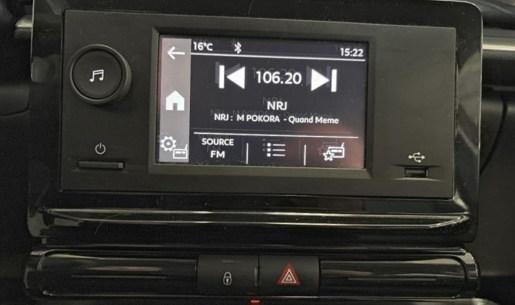 16°C 15:22
106.20
NRJ
NRJ : M POKORA - Quand Meme
SOURCE
FM